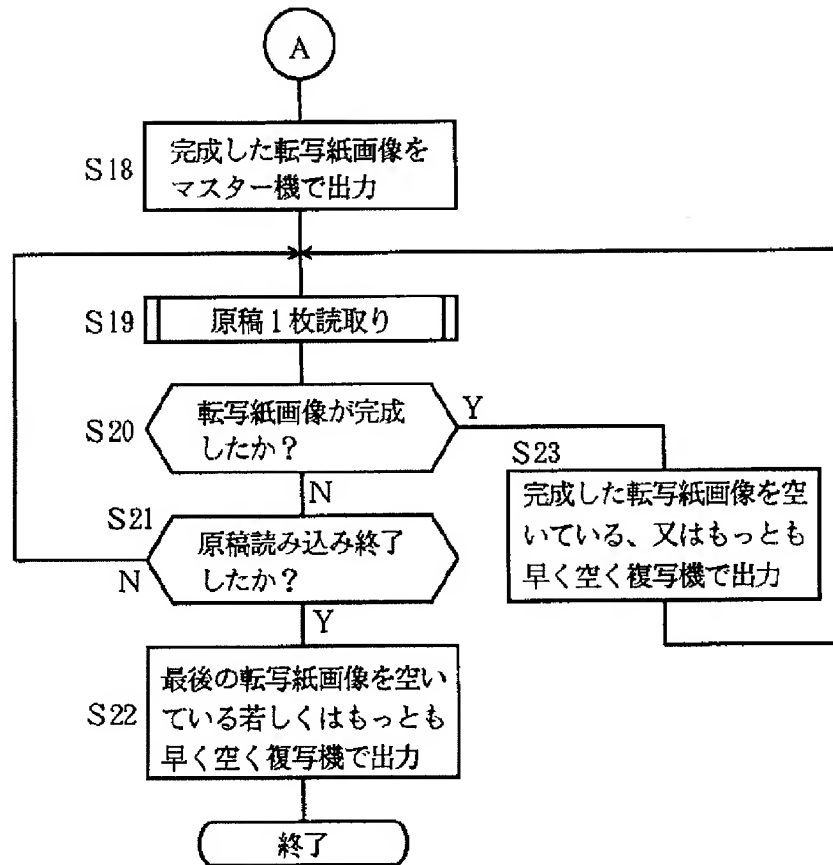 A
S18
完成した転写紙画像を
マスター機で出力
S19
原稿1枚読取り
S20
転写紙画像が完成
したか?
Y
N
S23
完成した転写紙画像を空
いている、又はもっとも
早く空く複写機で出力
S21
原稿読み込み終了
したか?
N
Y
S22
最後の転写紙画像を空い
ている若しくはもっとも
早く空く複写機で出力
終了